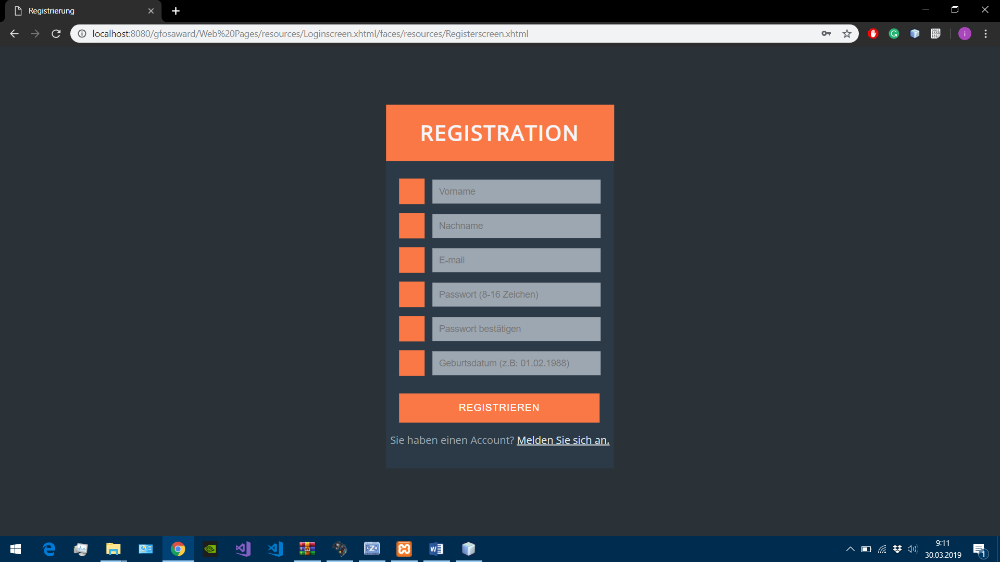 Registrierung
localhost:8080/gfosaward/Web%20Pages/resources/Loginscreen.xhtml/faces/resources/Registerscreen.xhtml
i
REGISTRATION
Vorname
Nachname
E-mail
Passwort (8-16 Zeichen)
Passwort bestätigen
Geburtsdatum (z.B: 01.02.1988)
REGISTRIEREN
Sie haben einen Account? Melden Sie sich an.
9:11
30.03.2019
1